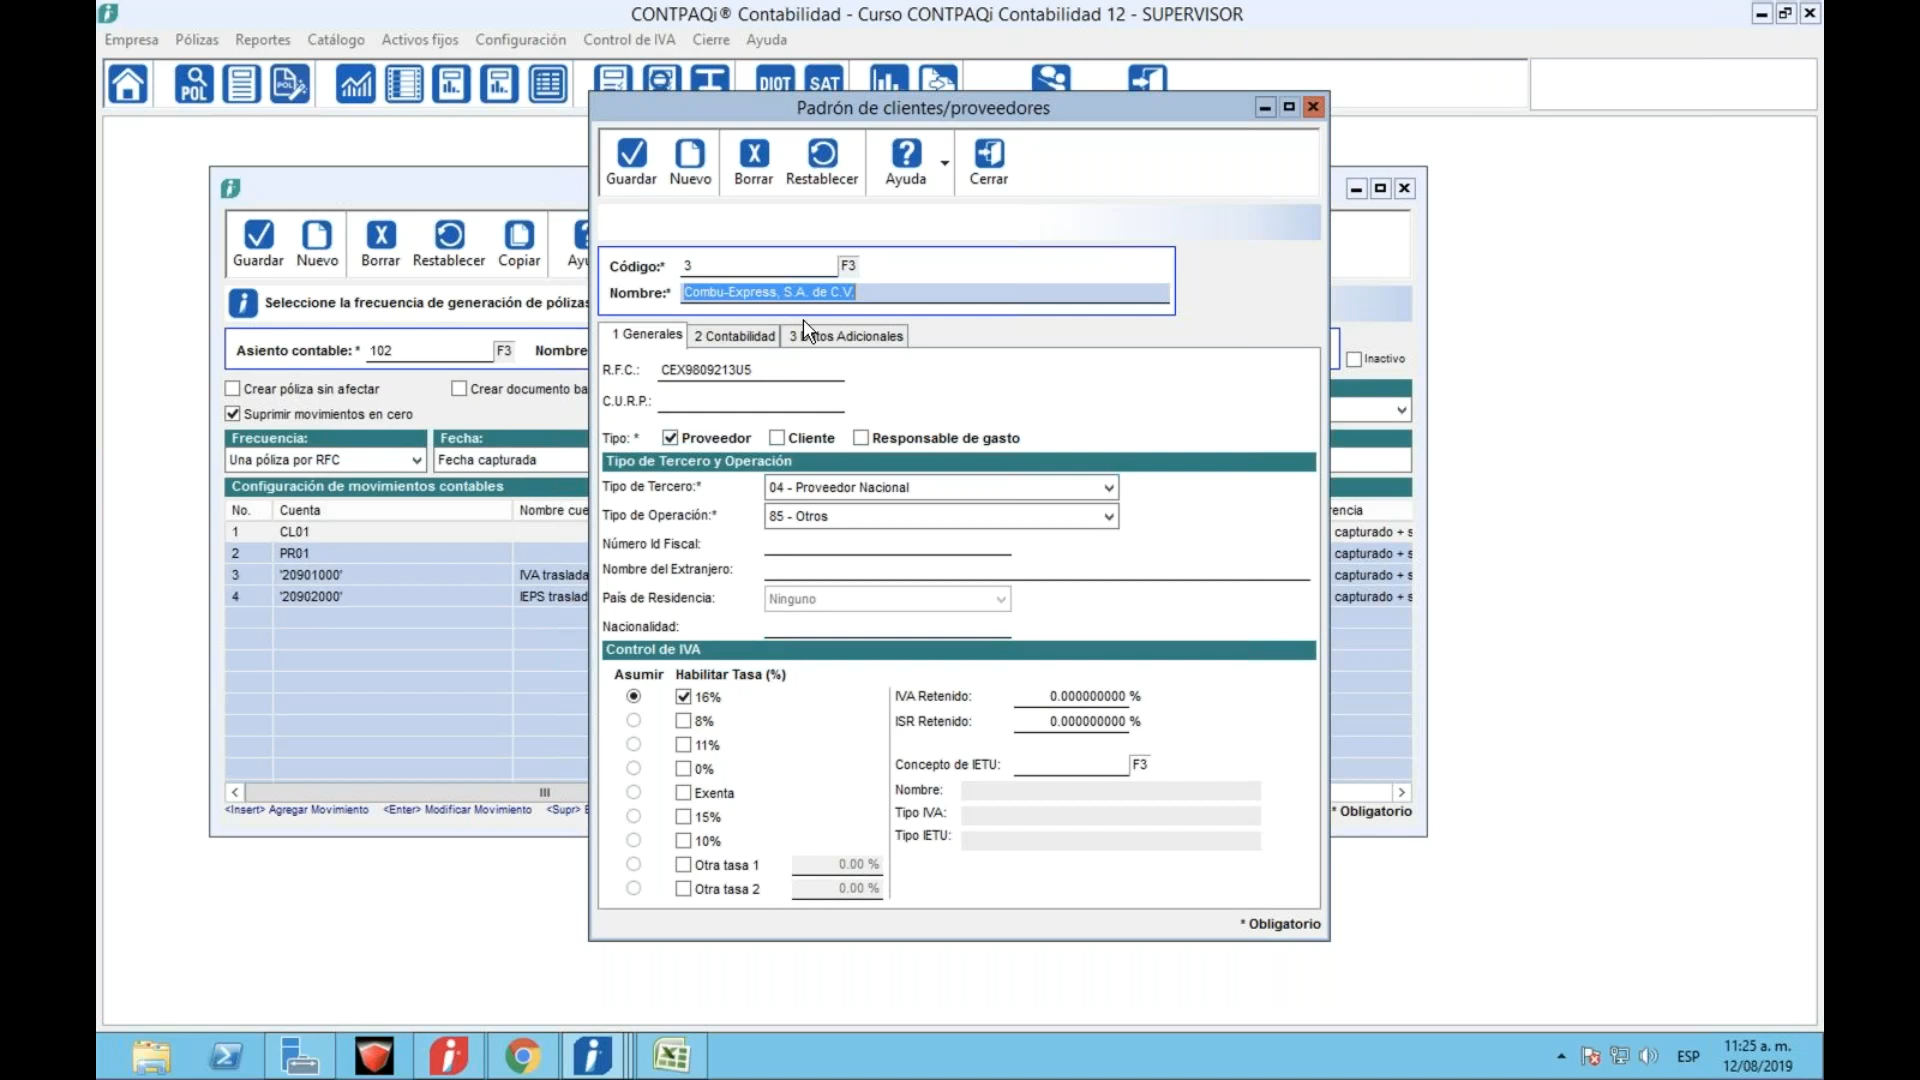 CONTPAQi® Contabilidad - Curso CONTPAQi Contabilidad 12 - SUPERVISOR
Empresa Pólizas Reportes Catálogo Activos fijos Configuración Control de IVA Cierre Ayuda
POL DIOT SAT
Padrón de clientes/proveedores
Guardar Nuevo Borrar Restablecer Ayuda Cerrar
Código:* 3 F3
Nombre:* Combu-Express, S.A. de C.V.
1 Generales 2 Contabilidad 3 Datos Adicionales
R.F.C.: CEX9809213U5
C.U.R.P.:
Tipo: * Proveedor Cliente Responsable de gasto
Tipo de Tercero y Operación
Tipo de Tercero:* 04 - Proveedor Nacional
Tipo de Operación:* 85 - Otros
Número Id Fiscal:
Nombre del Extranjero:
País de Residencia: Ninguno
Nacionalidad:
Control de IVA
Asumir Habilitar Tasa (%)
16%
8%
11%
0%
Exenta
15%
10%
Otra tasa 1 0.00 %
Otra tasa 2 0.00 %
IVA Retenido: 0.000000000 %
ISR Retenido: 0.000000000 %
Concepto de IETU: F3
Nombre:
Tipo IVA:
Tipo IETU:
* Obligatorio
Guardar Nuevo Borrar Restablecer Copiar Ayu
Seleccione la frecuencia de generación de pólizas
Asiento contable: * 102 F3 Nombre
Inactivo
Crear póliza sin afectar Crear documento ba
Suprimir movimientos en cero
Frecuencia: Fecha:
Una póliza por RFC Fecha capturada
Configuración de movimientos contables
No. Cuenta Nombre cue encia
1 CL01 capturado + s
2 PR01 capturado + s
3 '20901000' IVA traslada capturado + s
4 '20902000' IEPS traslad capturado + s
<Insert> Agregar Movimiento <Enter> Modificar Movimiento <Supr> * Obligatorio
ESP
11:25 a. m.
12/08/2019